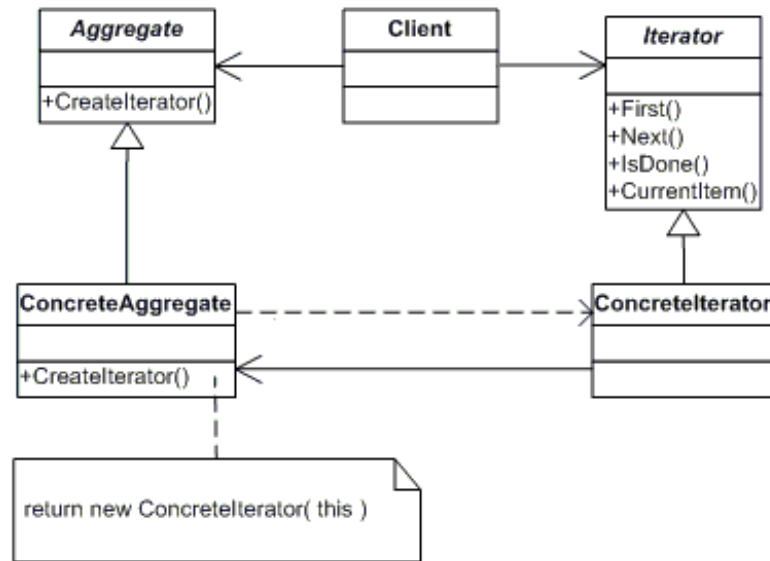 Aggregate
+CreateIterator()
Client
Iterator
+First()
+Next()
+IsDone()
+CurrentItem()
ConcreteAggregate
+CreateIterator()
ConcreteIterator
return new ConcreteIterator( this )